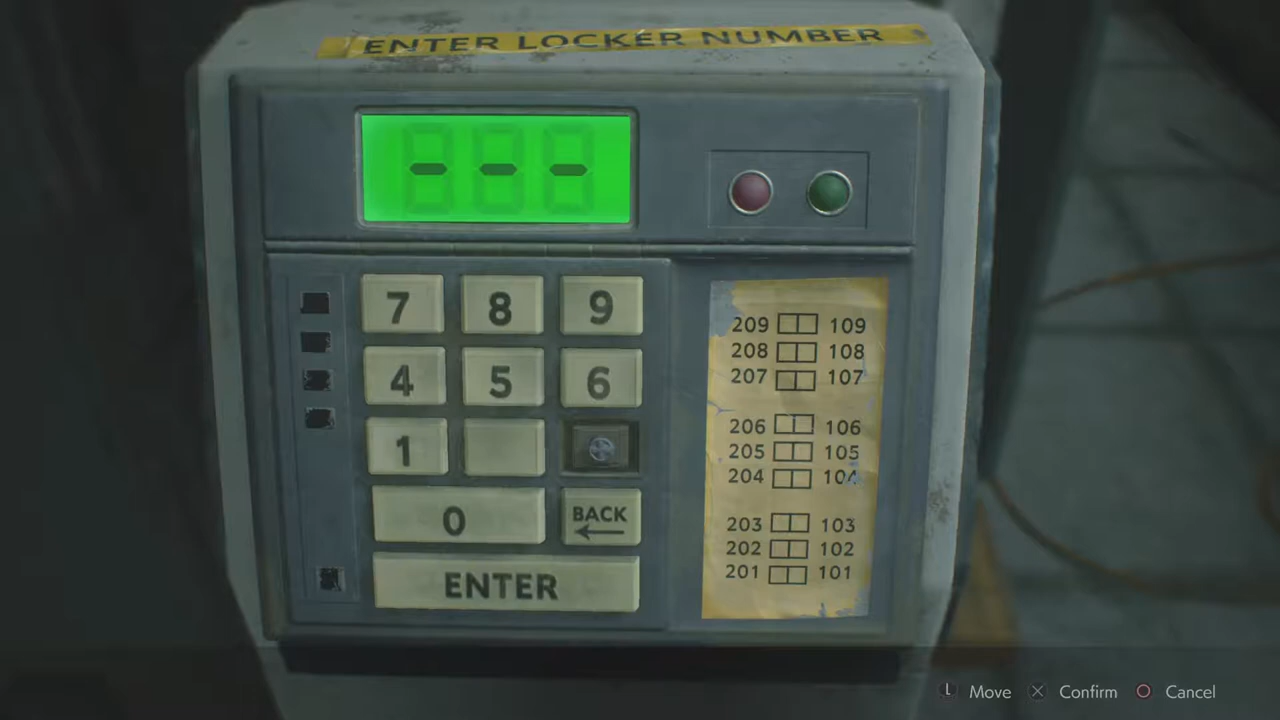 ENTER LOCKER NUMBER
7 8 9
4 5 6
1
0 BACK
ENTER
209 109
208 108
207 107
206 106
205 105
204 104
203 103
202 102
201 101
L Move X Confirm O Cancel